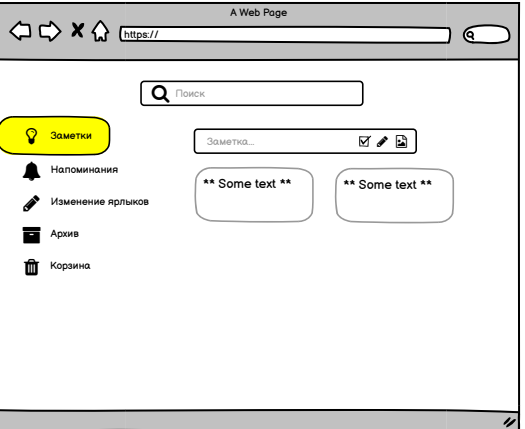 A Web Page
https://
Поиск
Заметки
Напоминания
Изменение ярлыков
Архив
Корзина
Заметка...
** Some text **
** Some text **